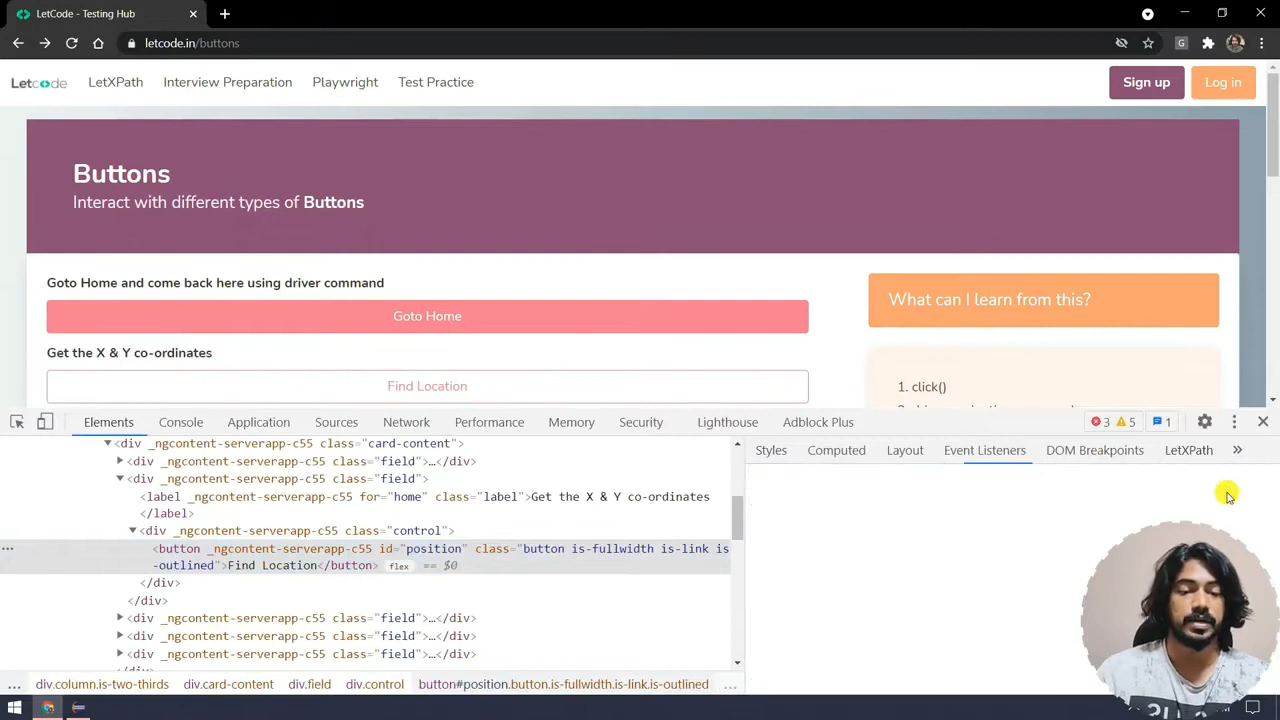 LetCode - Testing Hub
letcode.in/buttons
G
Letcode
LetXPath
Interview Preparation
Playwright
Test Practice
Sign up
Log in
Buttons
Interact with different types of Buttons
Goto Home and come back here using driver command
Goto Home
Get the X & Y co-ordinates
Find Location
What can I learn from this?
1. click()
Elements
Console
Application
Sources
Network
Performance
Memory
Security
Lighthouse
Adblock Plus
3
5
1
<div _ngcontent-serverapp-c55 class="card-content">
<div _ngcontent-serverapp-c55 class="field">…</div>
<div _ngcontent-serverapp-c55 class="field">
<label _ngcontent-serverapp-c55 for="home" class="label">Get the X & Y co-ordinates
</label>
<div _ngcontent-serverapp-c55 class="control">
<button _ngcontent-serverapp-c55 id="position" class="button is-fullwidth is-link is
-outlined">Find Location</button> flex == $0
</div>
</div>
<div _ngcontent-serverapp-c55 class="field">…</div>
<div _ngcontent-serverapp-c55 class="field">…</div>
<div _ngcontent-serverapp-c55 class="field">…</div>
... div.column.is-two-thirds div.card-content div.field div.control button#position.button.is-fullwidth.is-link.is-outlined ...
Styles
Computed
Layout
Event Listeners
DOM Breakpoints
LetXPath